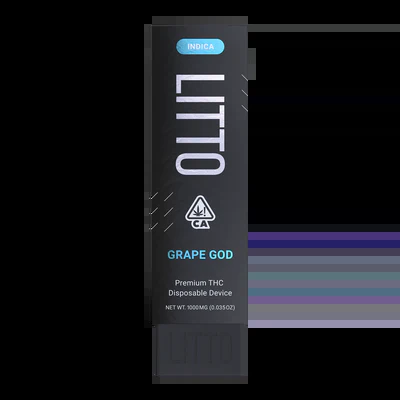 INDICA
LITTO
CA
GRAPE GOD
Premium THC
Disposable Device
NET WT. 1000MG (0.035OZ)
LITTO